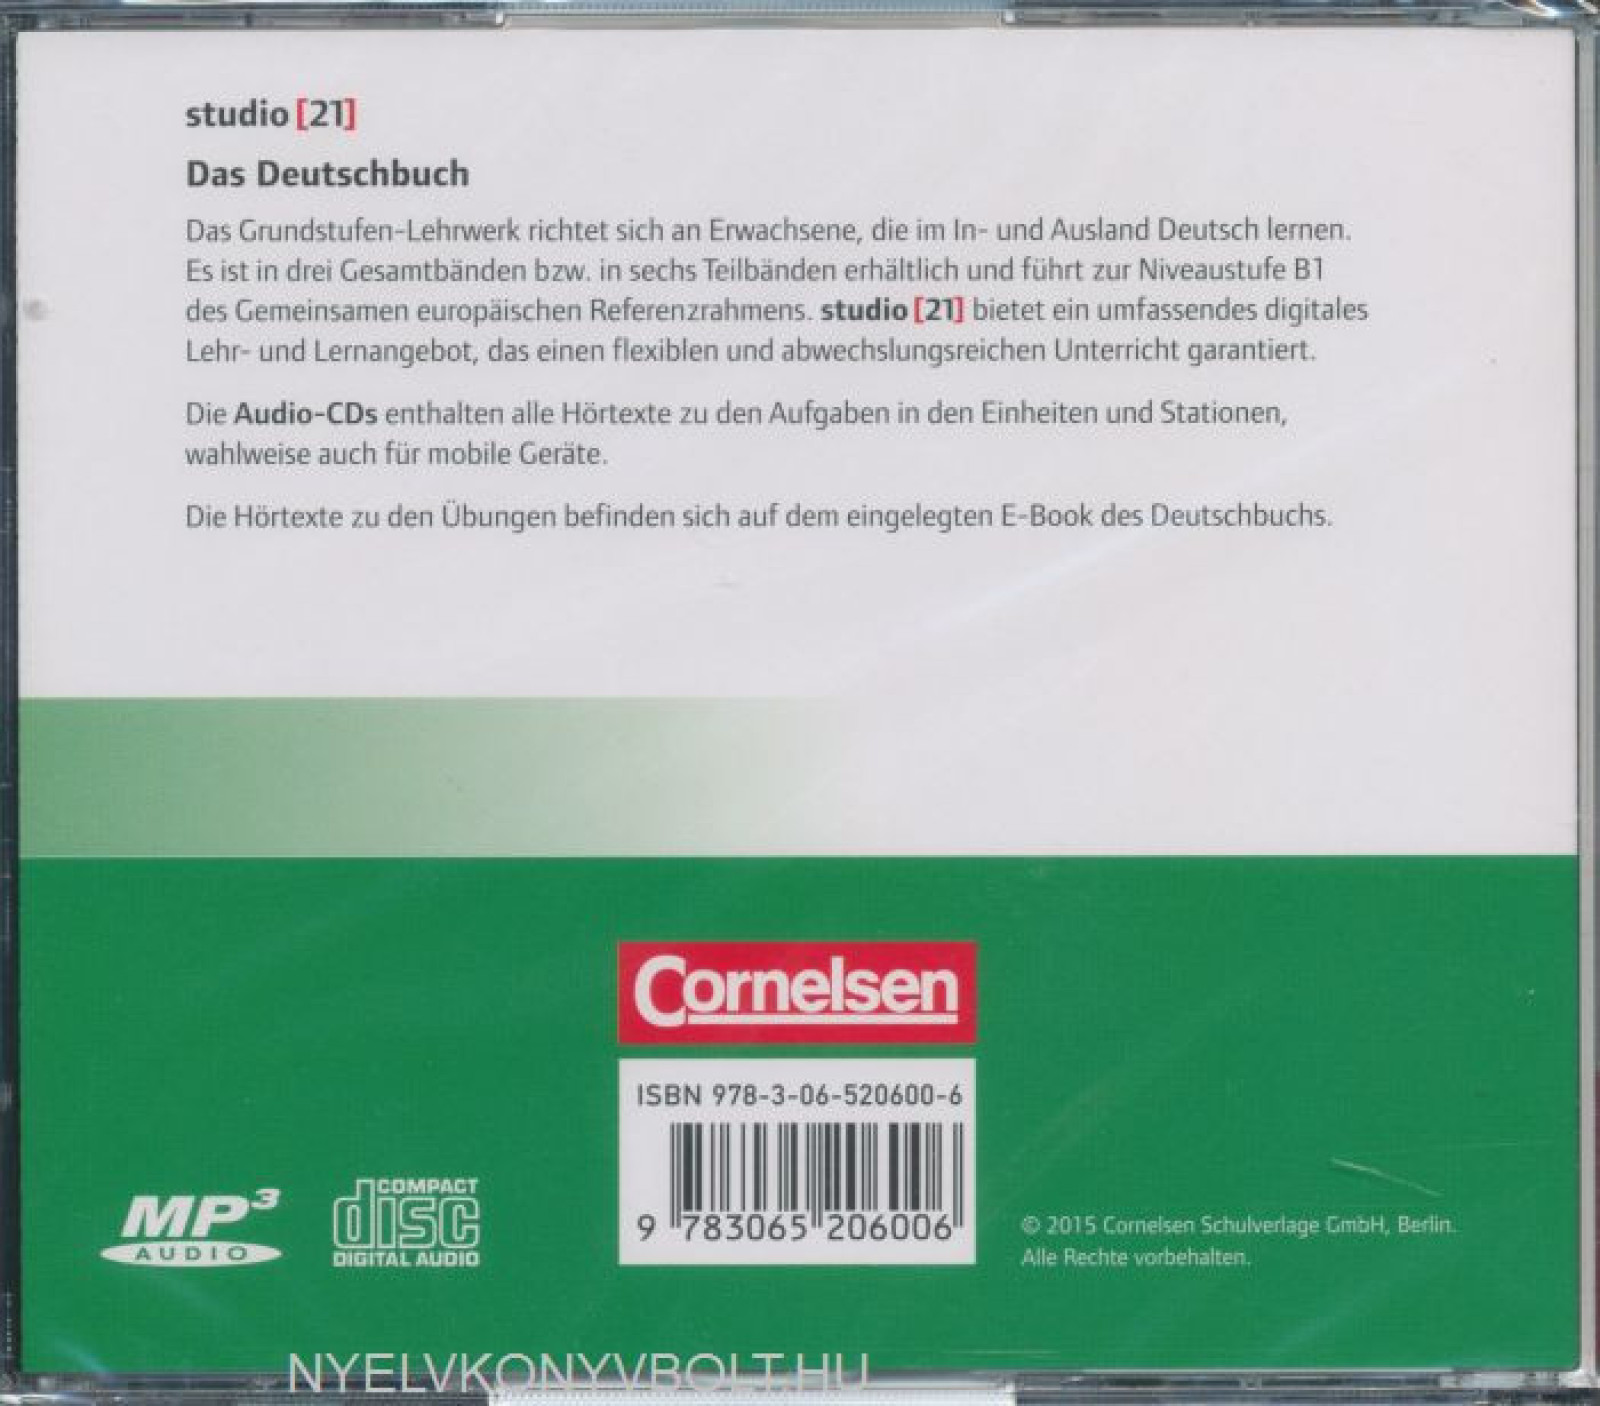 studio [21]
Das Deutschbuch
Das Grundstufen-Lehrwerk richtet sich an Erwachsene, die im In- und Ausland Deutsch lernen.
Es ist in drei Gesamtbänden bzw. in sechs Teilbänden erhältlich und führt zur Niveaustufe B1
des Gemeinsamen europäischen Referenzrahmens. studio [21] bietet ein umfassendes digitales
Lehr- und Lernangebot, das einen flexiblen und abwechslungsreichen Unterricht garantiert.
Die Audio-CDs enthalten alle Hörtexte zu den Aufgaben in den Einheiten und Stationen,
wahlweise auch für mobile Geräte.
Die Hörtexte zu den Übungen befinden sich auf dem eingelegten E-Book des Deutschbuchs.
Cornelsen
ISBN 978-3-06-520600-6
9 783065 206006
MP3
AUDIO
COMPACT
disc
DIGITAL AUDIO
© 2015 Cornelsen Schulverlage GmbH, Berlin.
Alle Rechte vorbehalten.
NYELVKONYVBOLT.HU